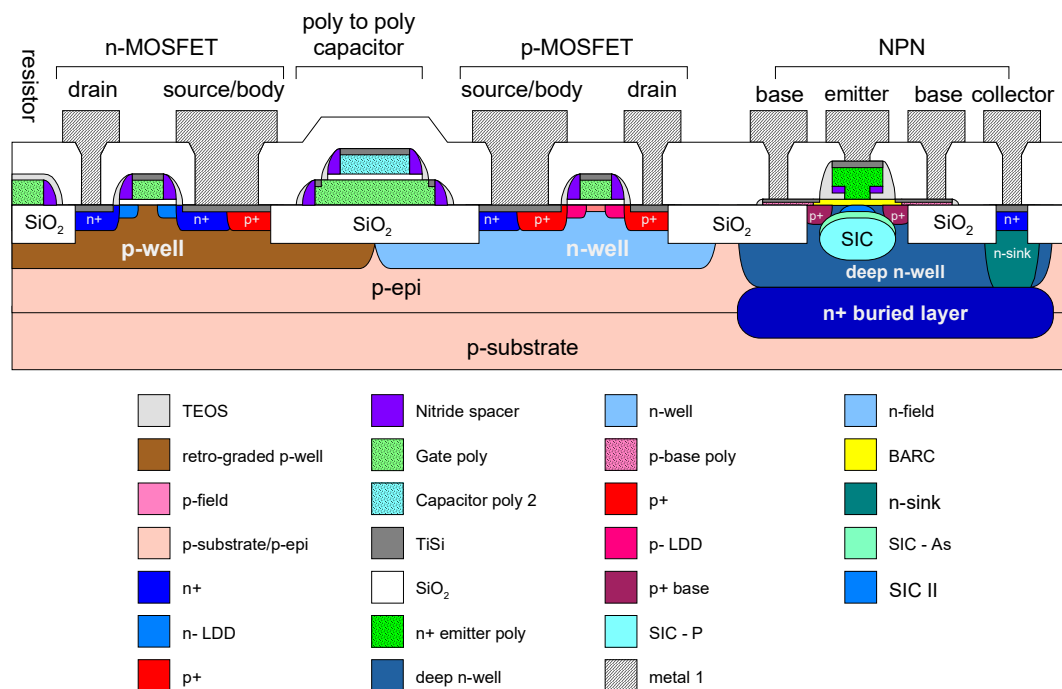 poly to poly
capacitor
n-MOSFET
p-MOSFET
NPN
resistor
drain
source/body
source/body
drain
base
emitter
base
collector
SiO2
n+
n+
p+
SiO2
n+
p+
p+
SiO2
p+
p+
SiO2
n+
p-well
n-well
SIC
n-sink
deep n-well
p-epi
n+ buried layer
p-substrate
TEOS
Nitride spacer
n-well
n-field
retro-graded p-well
Gate poly
p-base poly
BARC
p-field
Capacitor poly 2
p+
n-sink
p-substrate/p-epi
TiSi
p- LDD
SIC - As
n+
SiO2
p+ base
SIC II
n- LDD
n+ emitter poly
SIC - P
p+
deep n-well
metal 1